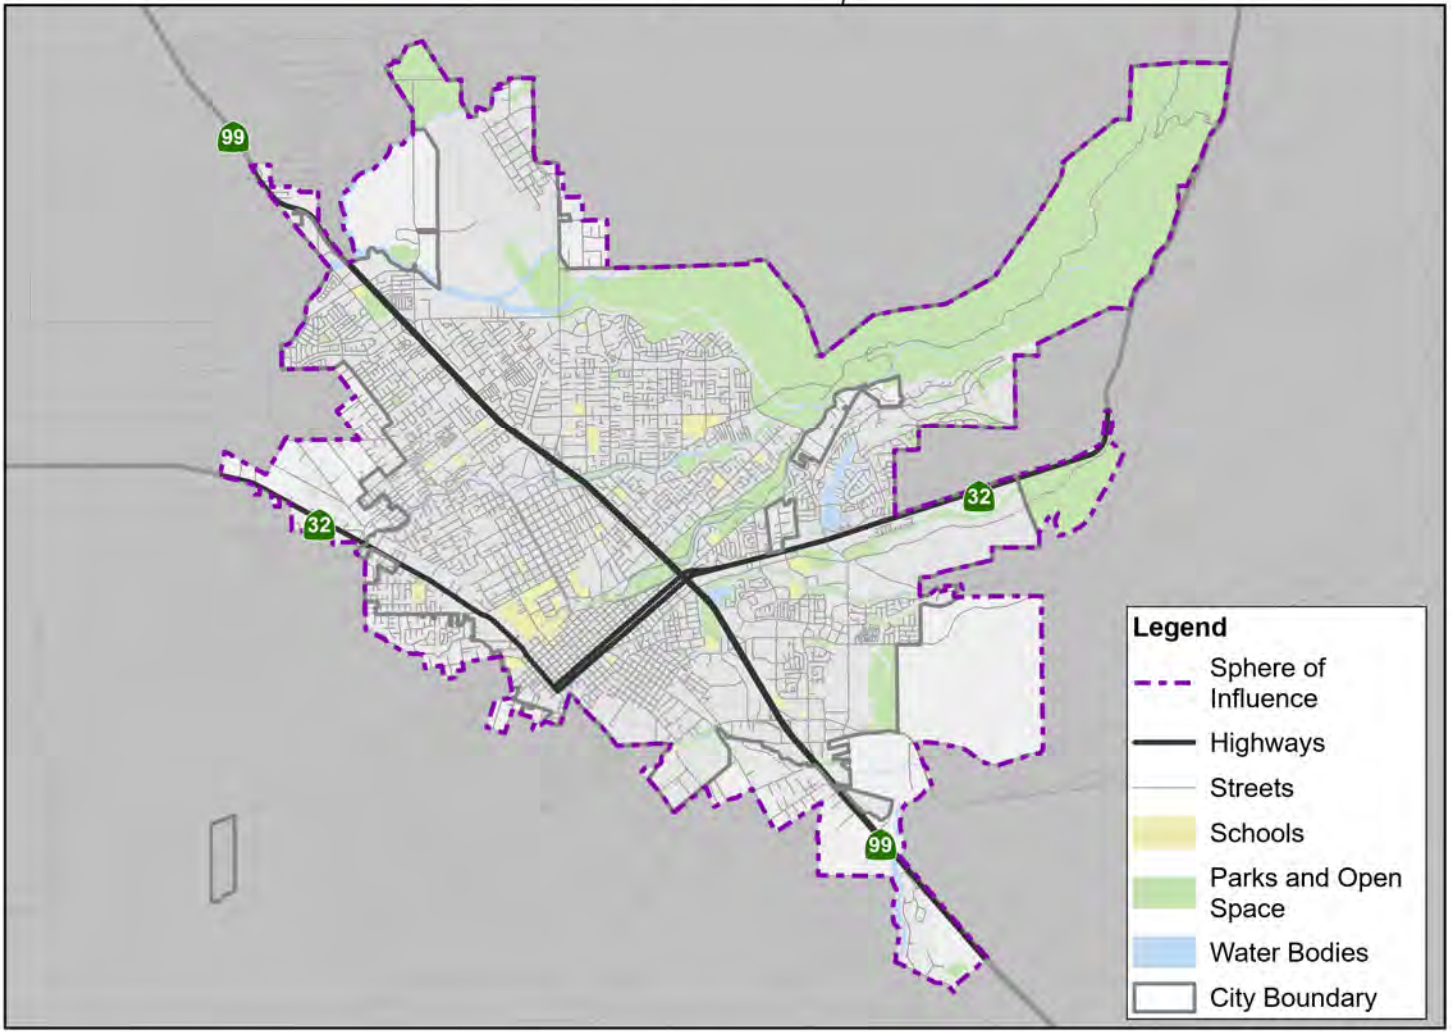 99
32
32
99
Legend
Sphere of
Influence
Highways
Streets
Schools
Parks and Open
Space
Water Bodies
City Boundary